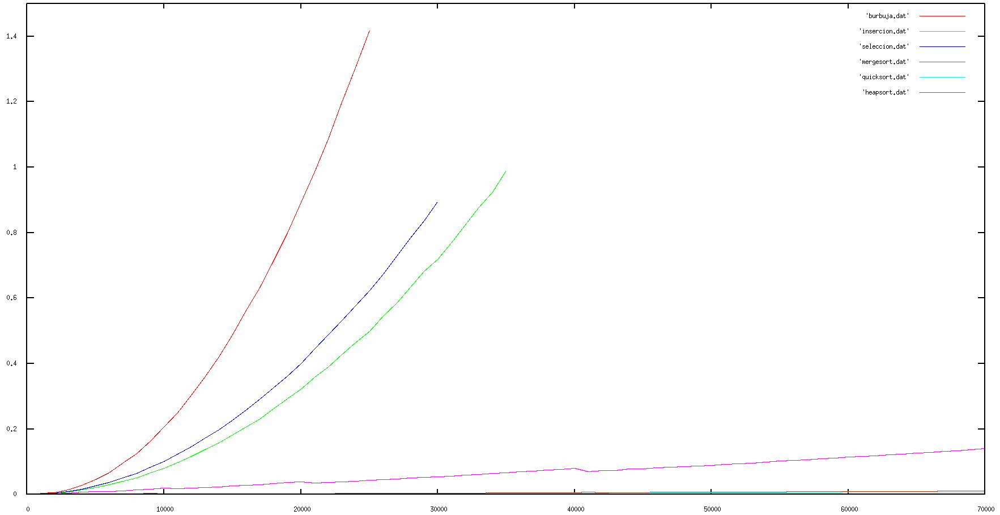 'burbuja.dat'
'insercion.dat'
'seleccion.dat'
'mergesort.dat'
'quicksort.dat'
'heapsort.dat'
1.4
1.2
1
0.8
0.6
0.4
0.2
0
0 10000 20000 30000 40000 50000 60000 70000